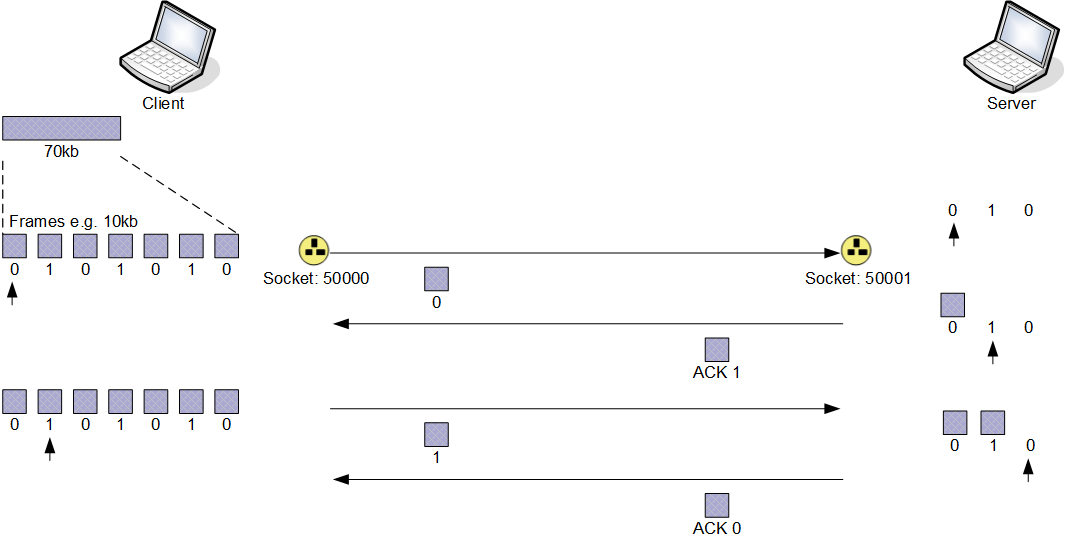 Client
Server
70kb
Frames e.g. 10kb
0 1 0
0 1 0 1 0 1 0
Socket: 50000
Socket: 50001
0
0 1 0
ACK 1
0 1 0 1 0 1 0
1
0 1 0
ACK 0